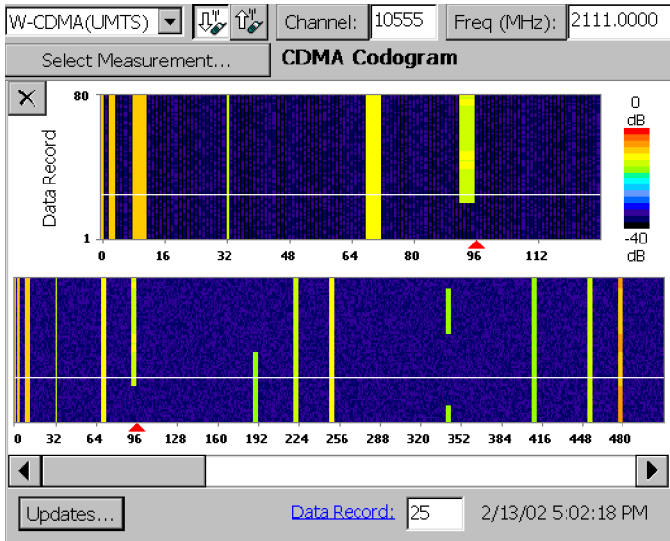 W-CDMA(UMTS) Channel: 10555 Freq (MHz): 2111.0000
Select Measurement... CDMA Codogram
80
Data Record
1
0 16 32 48 64 80 96 112
0
dB
-40
dB
0 32 64 96 128 160 192 224 256 288 320 352 384 416 448 480
Updates... Data Record: 25 2/13/02 5:02:18 PM